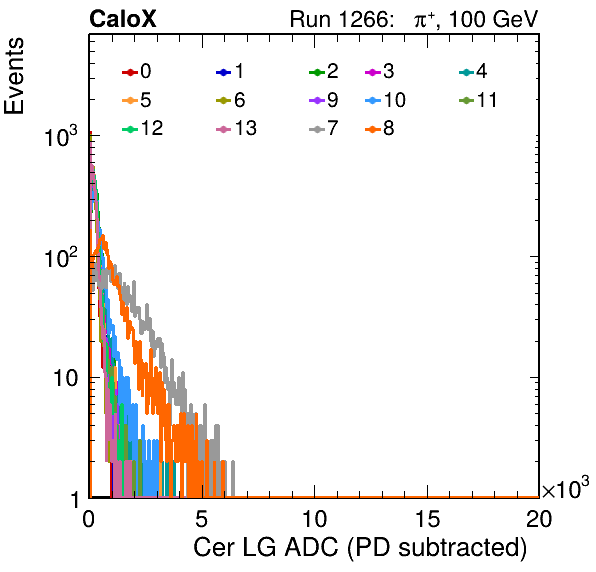 CaloX Run 1266: π⁺, 100 GeV
Events
0 1 2 3 4
5 6 9 10 11
12 13 7 8
10³
10²
10
1
0 5 10 15 20
×10³
Cer LG ADC (PD subtracted)